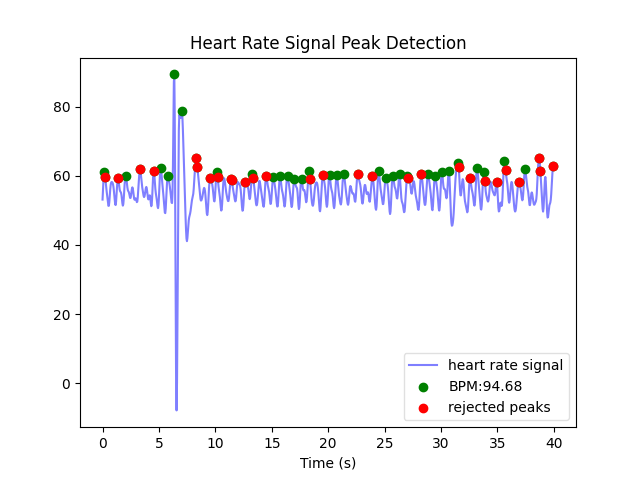 Heart Rate Signal Peak Detection
80
60
40
20
0
heart rate signal
BPM:94.68
rejected peaks
0 5 10 15 20 25 30 35 40
Time (s)